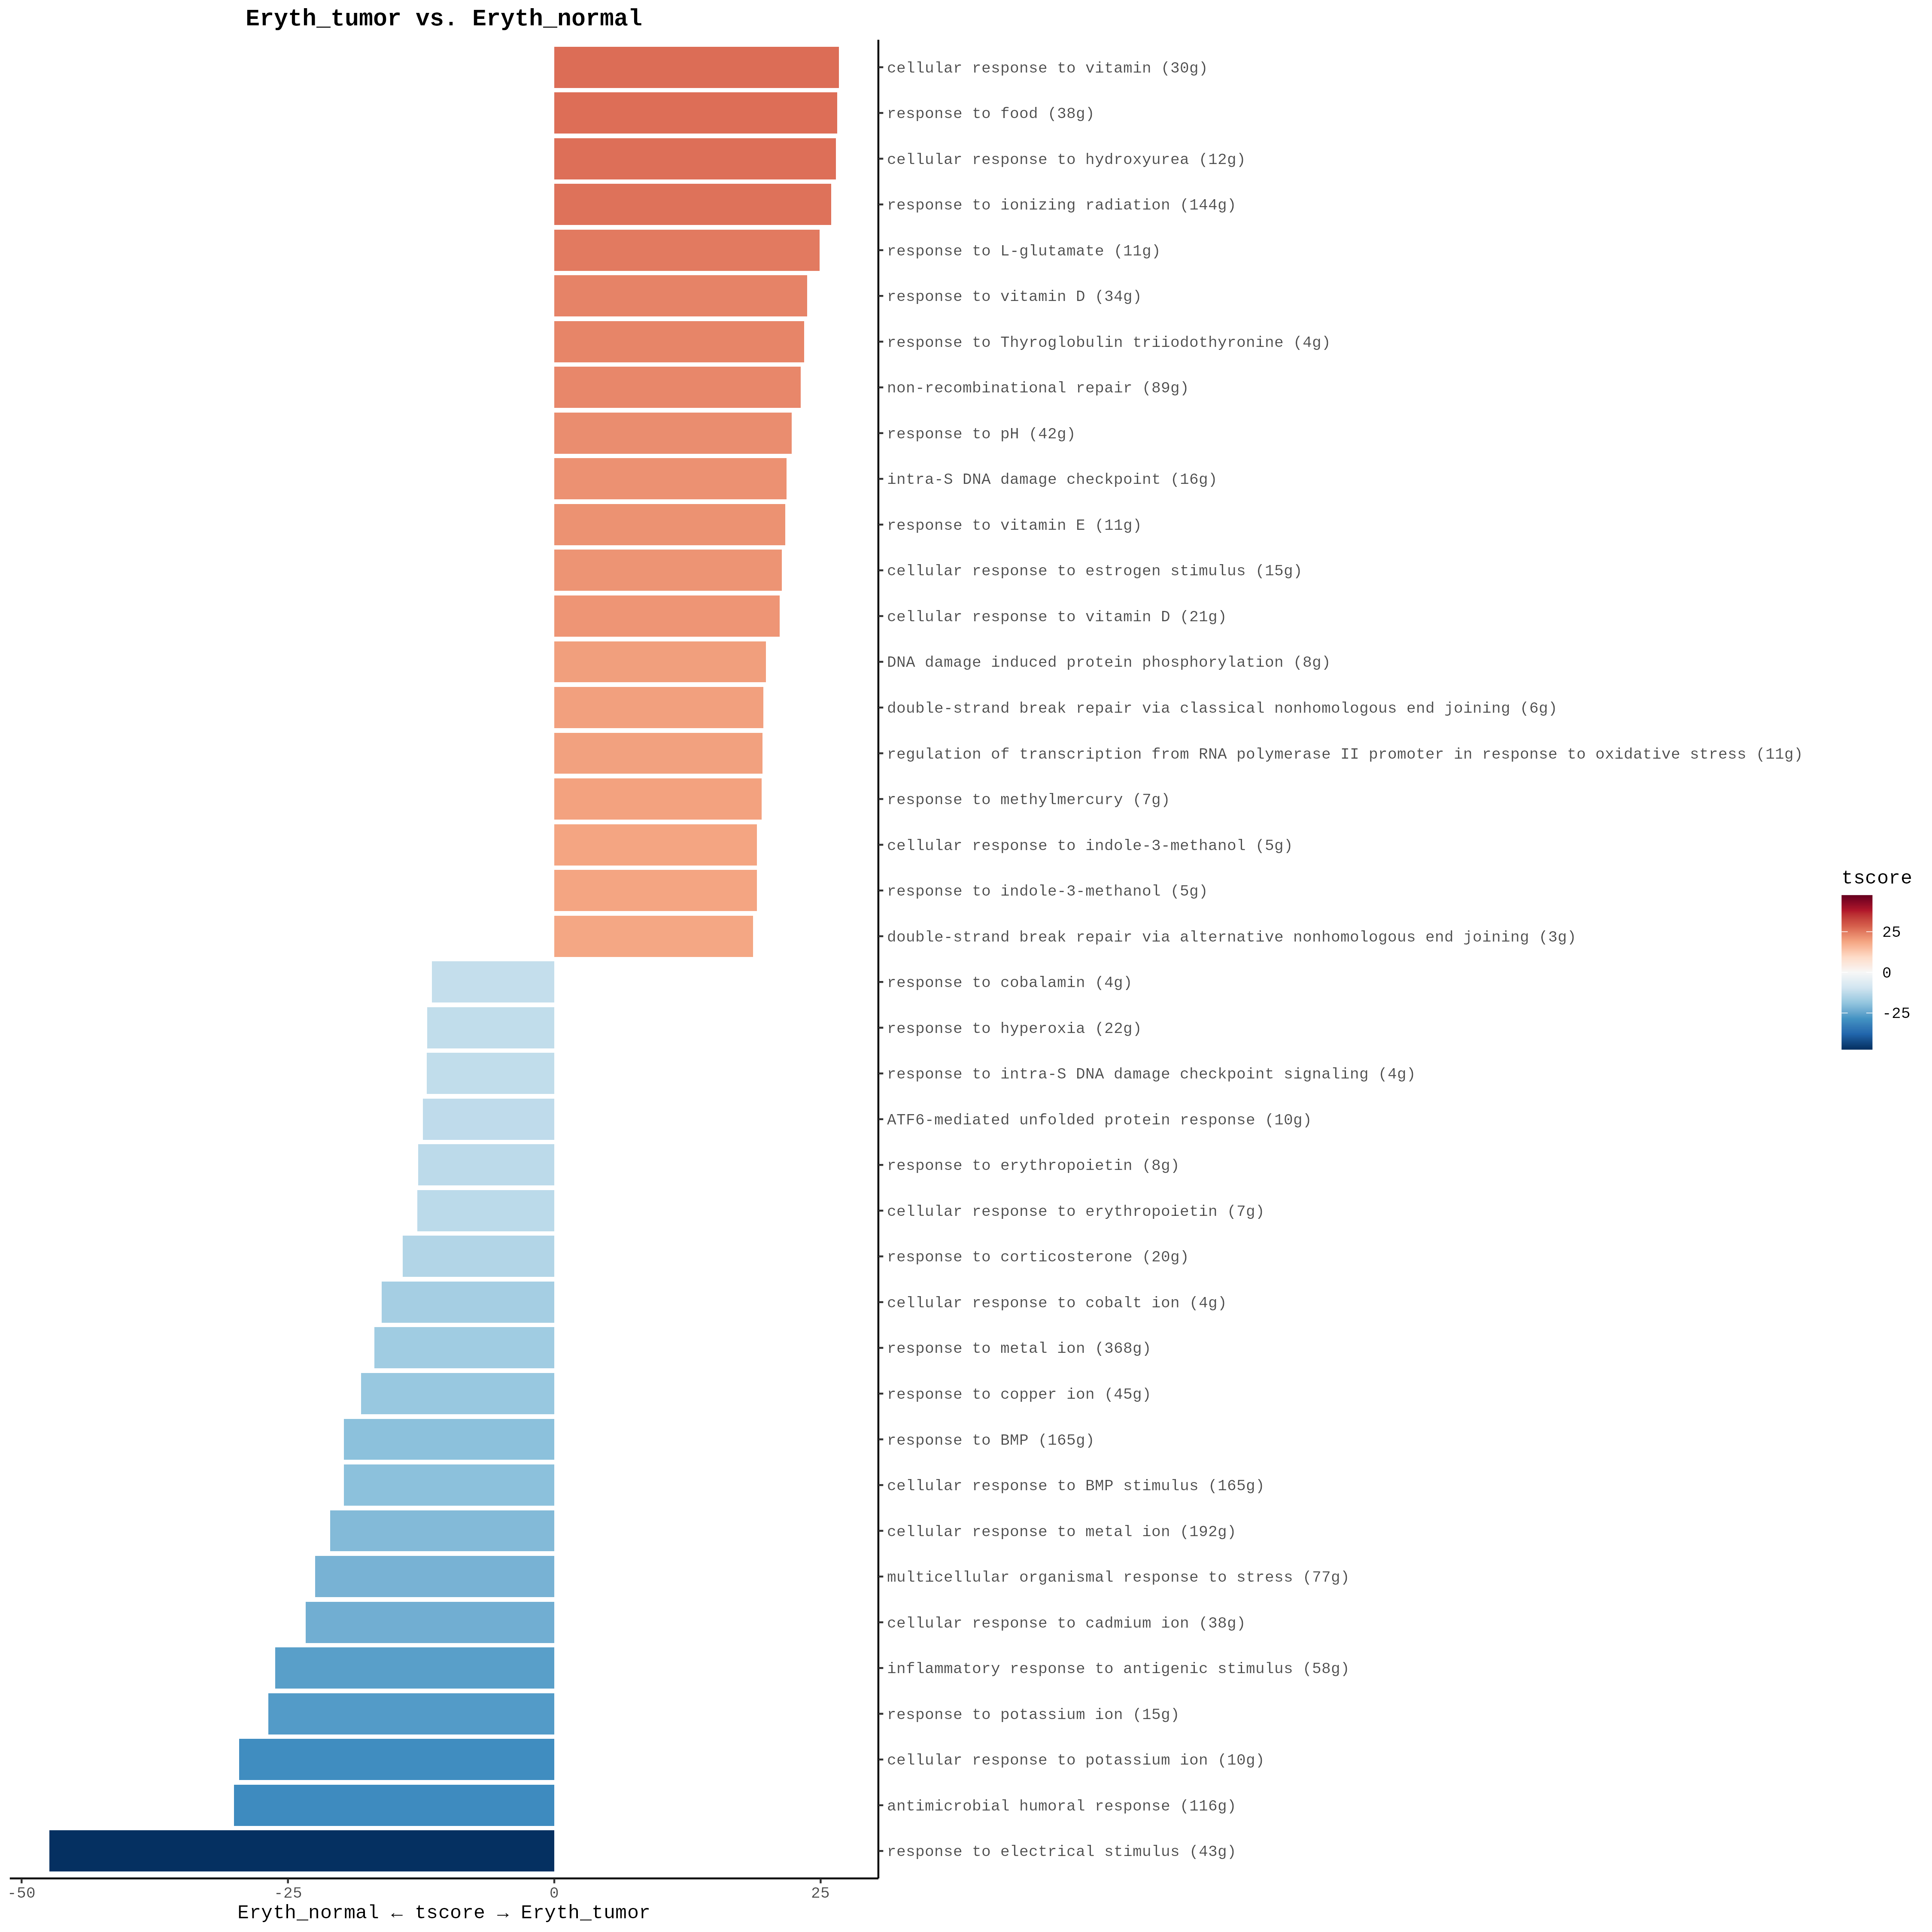 Eryth_tumor vs. Eryth_normal
cellular response to vitamin (30g)
response to food (38g)
cellular response to hydroxyurea (12g)
response to ionizing radiation (144g)
response to L-glutamate (11g)
response to vitamin D (34g)
response to Thyroglobulin triiodothyronine (4g)
non-recombinational repair (89g)
response to pH (42g)
intra-S DNA damage checkpoint (16g)
response to vitamin E (11g)
cellular response to estrogen stimulus (15g)
cellular response to vitamin D (21g)
DNA damage induced protein phosphorylation (8g)
double-strand break repair via classical nonhomologous end joining (6g)
regulation of transcription from RNA polymerase II promoter in response to oxidative stress (11g)
response to methylmercury (7g)
cellular response to indole-3-methanol (5g)
response to indole-3-methanol (5g)
double-strand break repair via alternative nonhomologous end joining (3g)
response to cobalamin (4g)
response to hyperoxia (22g)
response to intra-S DNA damage checkpoint signaling (4g)
ATF6-mediated unfolded protein response (10g)
response to erythropoietin (8g)
cellular response to erythropoietin (7g)
response to corticosterone (20g)
cellular response to cobalt ion (4g)
response to metal ion (368g)
response to copper ion (45g)
response to BMP (165g)
cellular response to BMP stimulus (165g)
cellular response to metal ion (192g)
multicellular organismal response to stress (77g)
cellular response to cadmium ion (38g)
inflammatory response to antigenic stimulus (58g)
response to potassium ion (15g)
cellular response to potassium ion (10g)
antimicrobial humoral response (116g)
response to electrical stimulus (43g)
-50 -25 0 25
Eryth_normal ← tscore → Eryth_tumor
tscore
25
0
-25